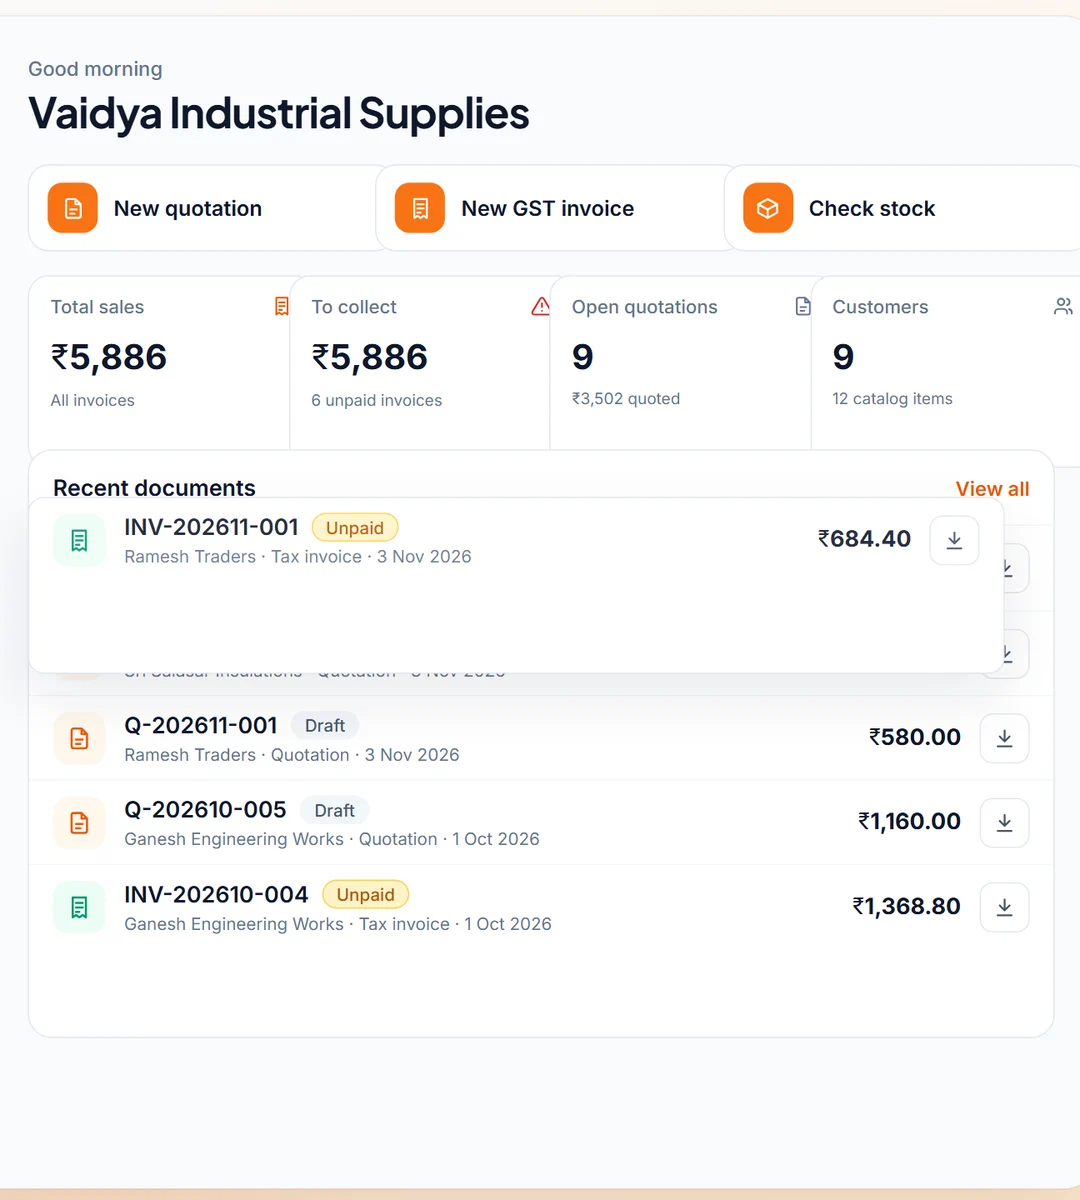 Good morning
Vaidya Industrial Supplies
New quotation
New GST invoice
Check stock
Total sales
To collect
Open quotations
Customers
₹5,886
₹5,886
9
9
All invoices
6 unpaid invoices
₹3,502 quoted
12 catalog items
Recent documents
View all
INV-202611-001 Unpaid
₹684.40
Ramesh Traders · Tax invoice · 3 Nov 2026
Q-202611-001 Draft
₹580.00
Ramesh Traders · Quotation · 3 Nov 2026
Q-202610-005 Draft
₹1,160.00
Ganesh Engineering Works · Quotation · 1 Oct 2026
INV-202610-004 Unpaid
₹1,368.80
Ganesh Engineering Works · Tax invoice · 1 Oct 2026